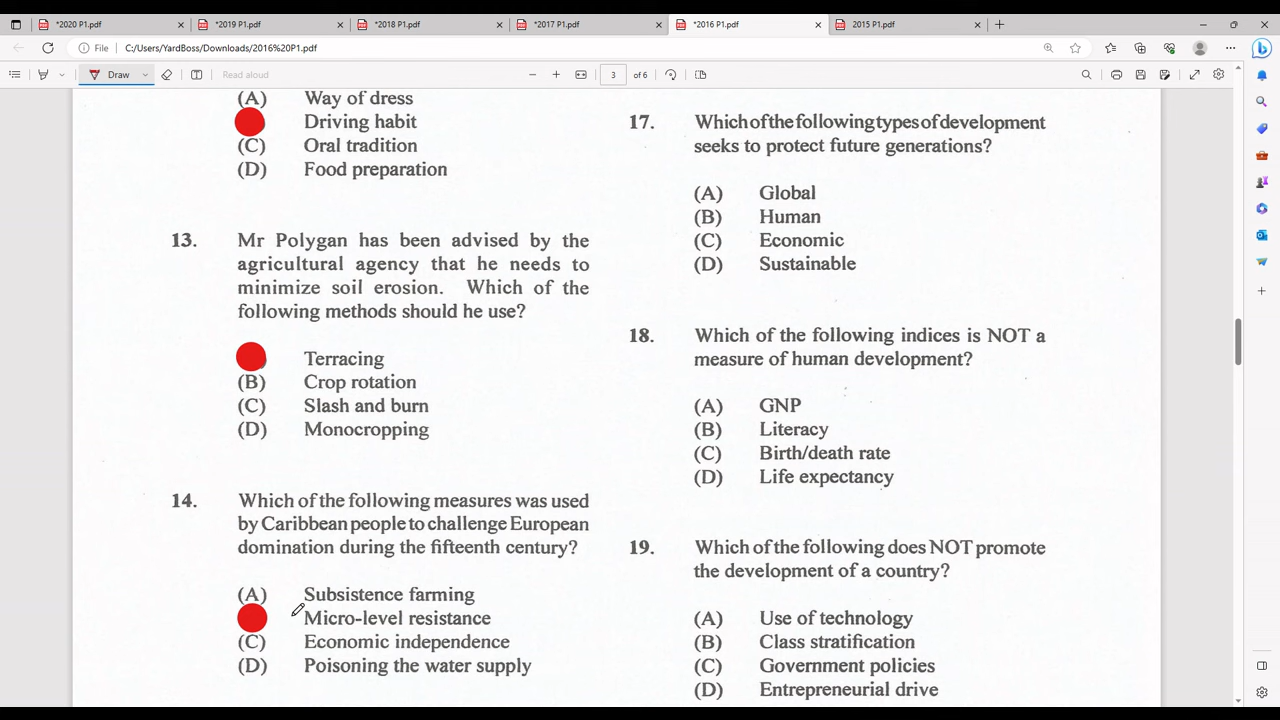 *2020 P1.pdf
*2019 P1.pdf
*2018 P1.pdf
*2017 P1.pdf
*2016 P1.pdf
2015 P1.pdf
File
C:/Users/YardBoss/Downloads/2016%20P1.pdf
Draw
Read aloud
3
of 6
(A) Way of dress
Driving habit
(C) Oral tradition
(D) Food preparation
13. Mr Polygan has been advised by the
agricultural agency that he needs to
minimize soil erosion. Which of the
following methods should he use?
Terracing
(B) Crop rotation
(C) Slash and burn
(D) Monocropping
14. Which of the following measures was used
by Caribbean people to challenge European
domination during the fifteenth century?
(A) Subsistence farming
Micro-level resistance
(C) Economic independence
(D) Poisoning the water supply
17. Which of the following types of development
seeks to protect future generations?
(A) Global
(B) Human
(C) Economic
(D) Sustainable
18. Which of the following indices is NOT a
measure of human development?
(A) GNP
(B) Literacy
(C) Birth/death rate
(D) Life expectancy
19. Which of the following does NOT promote
the development of a country?
(A) Use of technology
(B) Class stratification
(C) Government policies
(D) Entrepreneurial drive